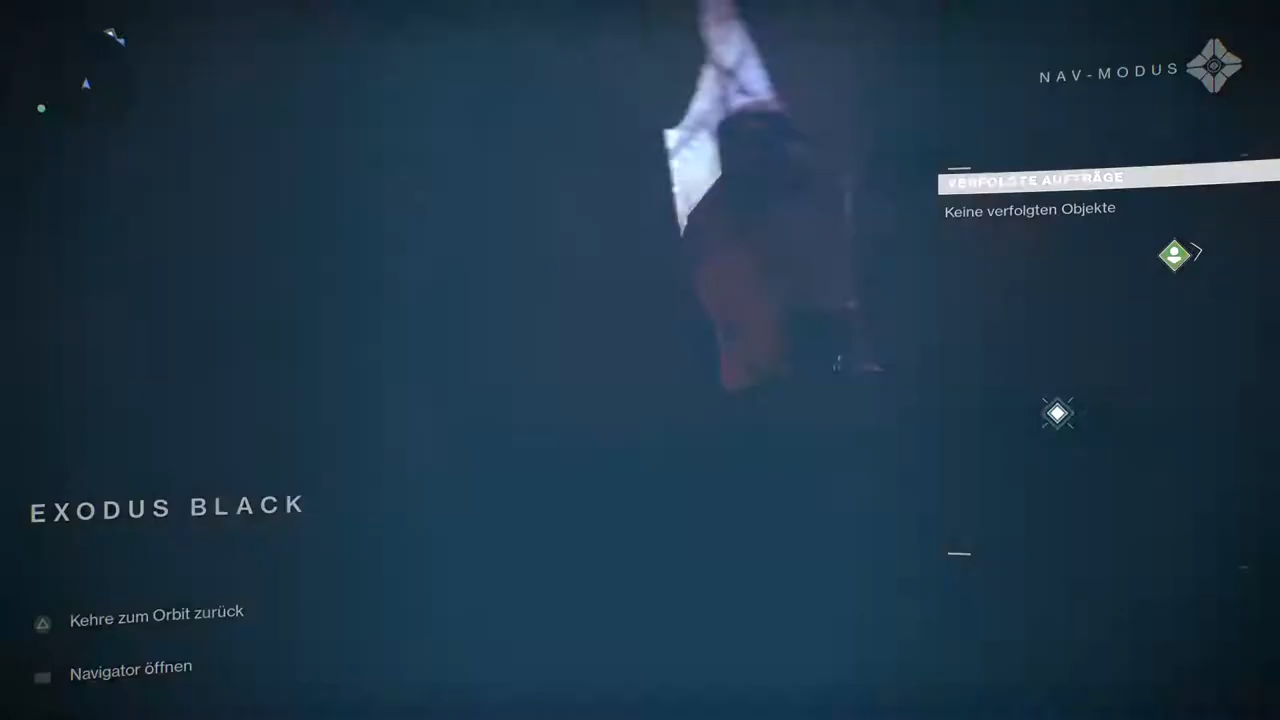 NAV-MODUS
VERFOLGTE AUFTRÄGE
Keine verfolgten Objekte
EXODUS BLACK
Kehre zum Orbit zurück
Navigator öffnen